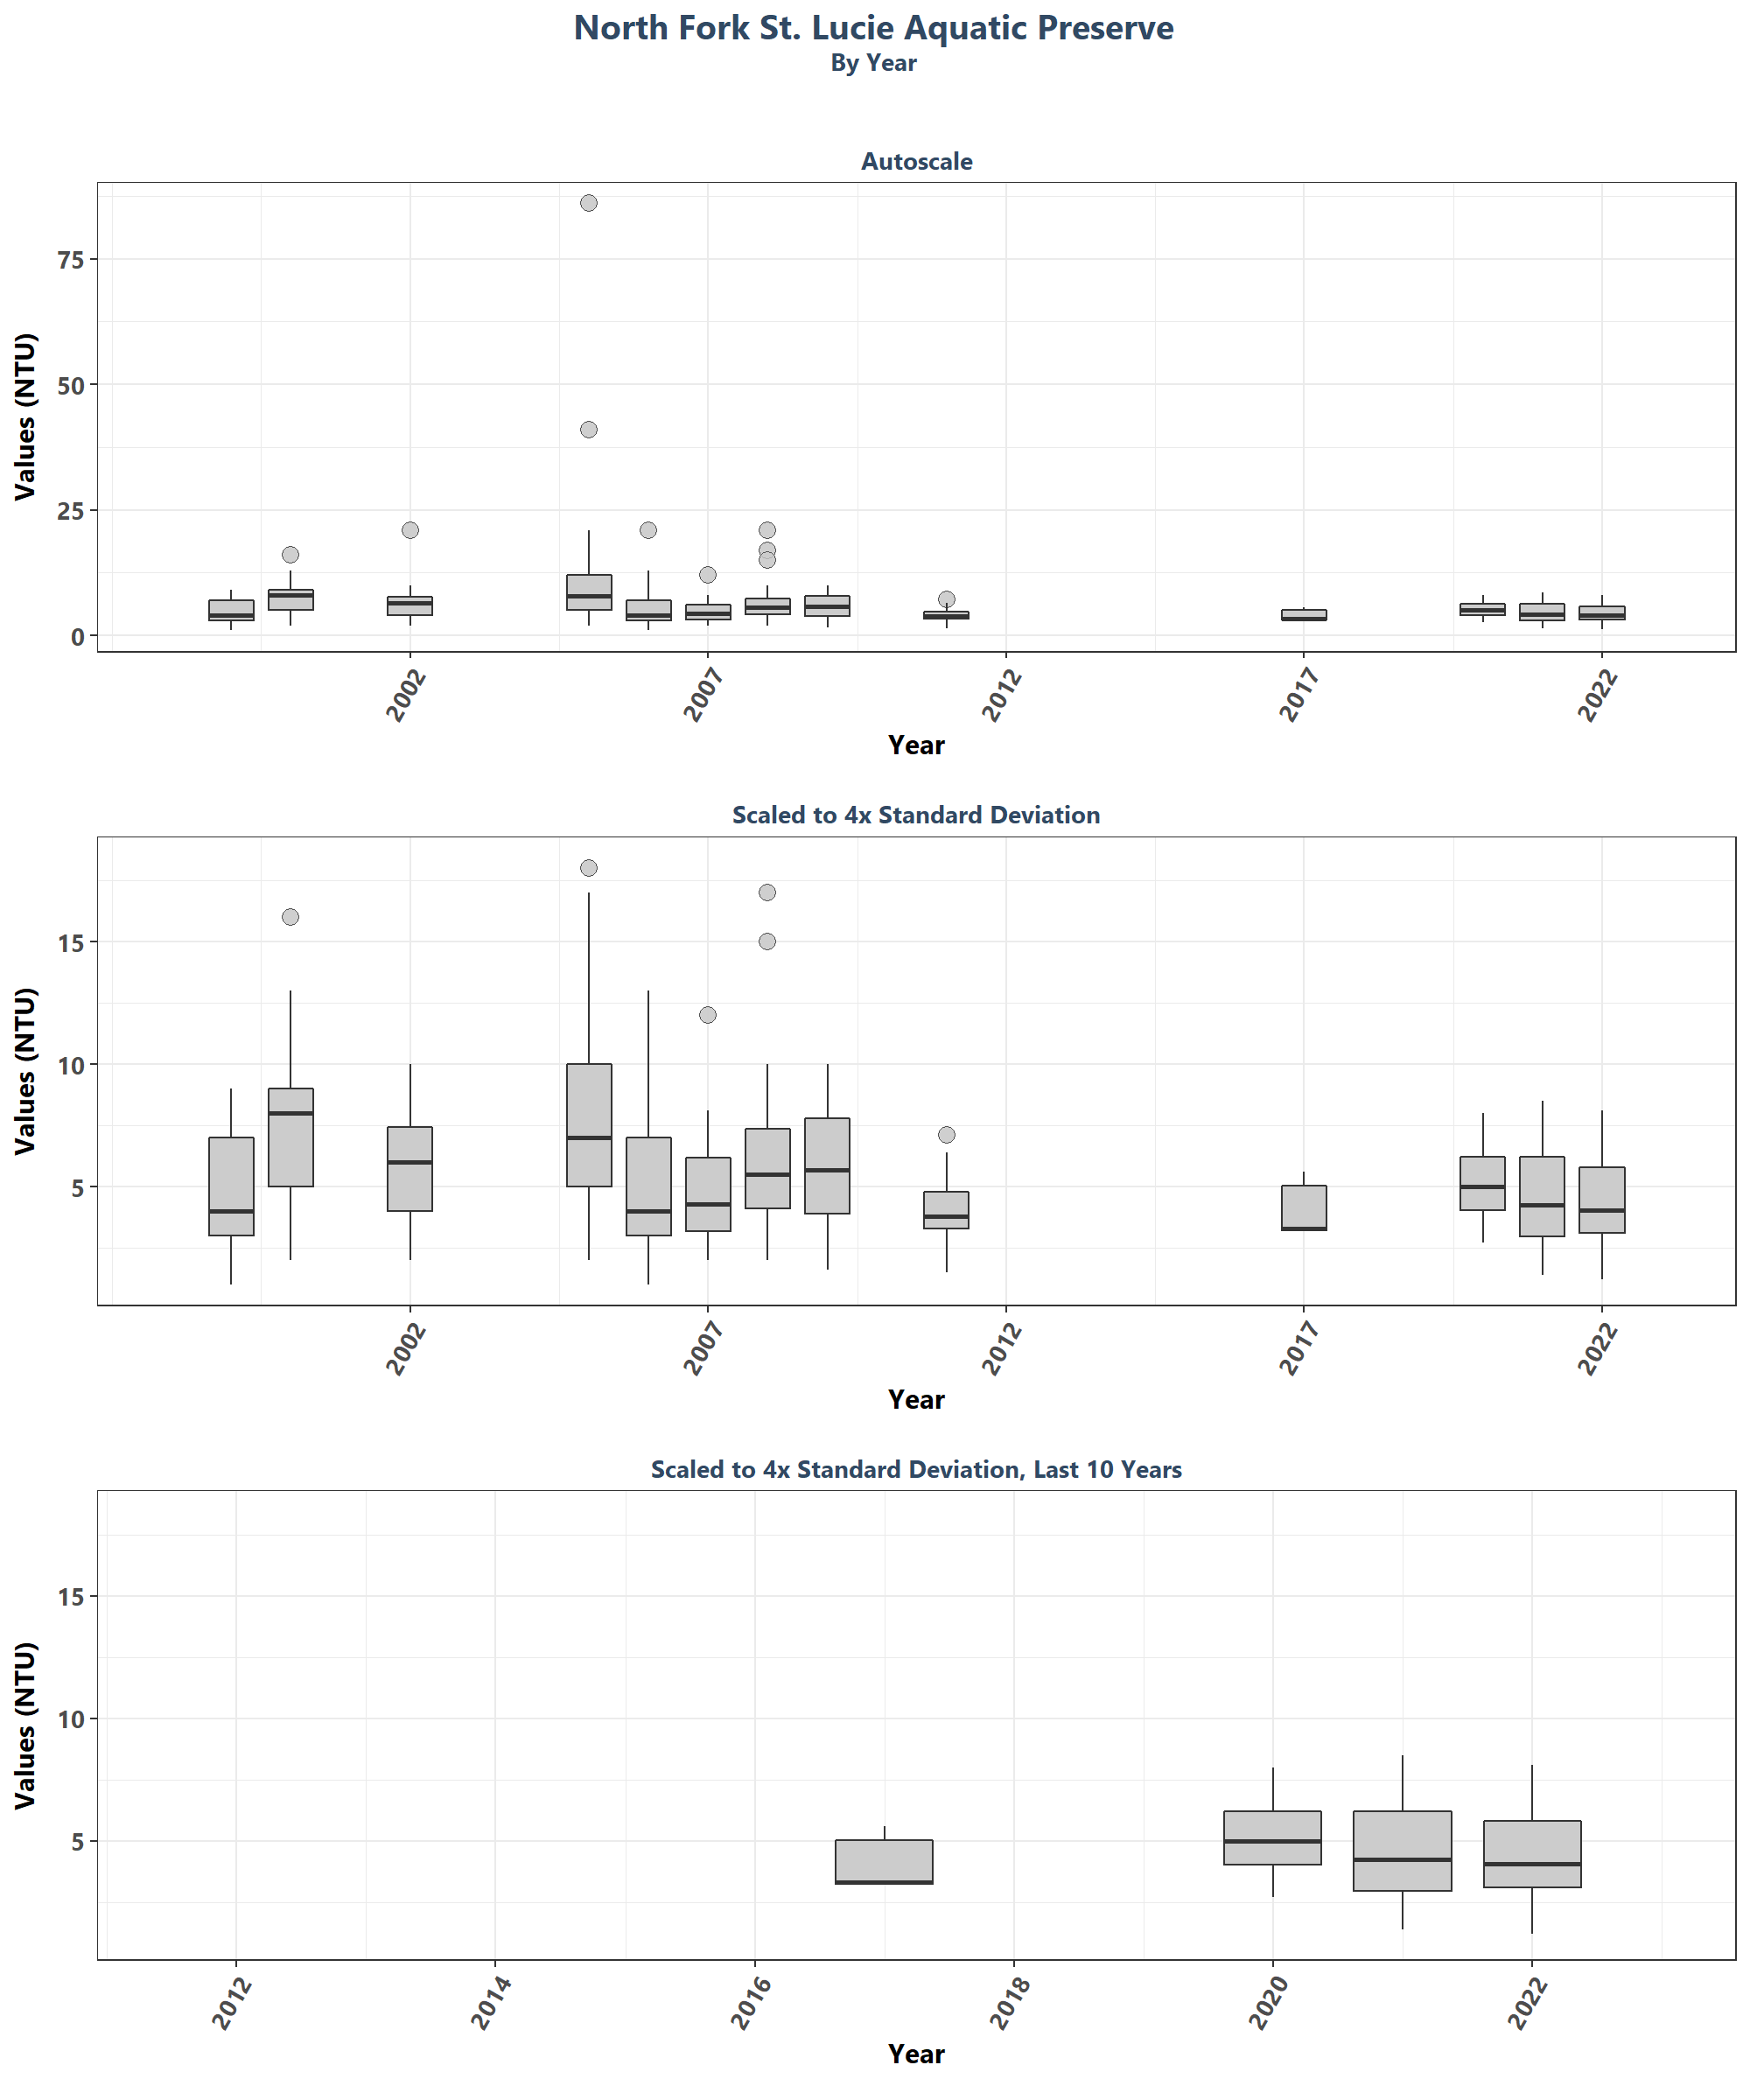 North Fork St. Lucie Aquatic Preserve
By Year
Autoscale
Values (NTU)
75
50
25
0
2002
2007
2012
2017
2022
Year
Scaled to 4x Standard Deviation
Values (NTU)
15
10
5
2002
2007
2012
2017
2022
Year
Scaled to 4x Standard Deviation, Last 10 Years
Values (NTU)
15
10
5
2012
2014
2016
2018
2020
2022
Year